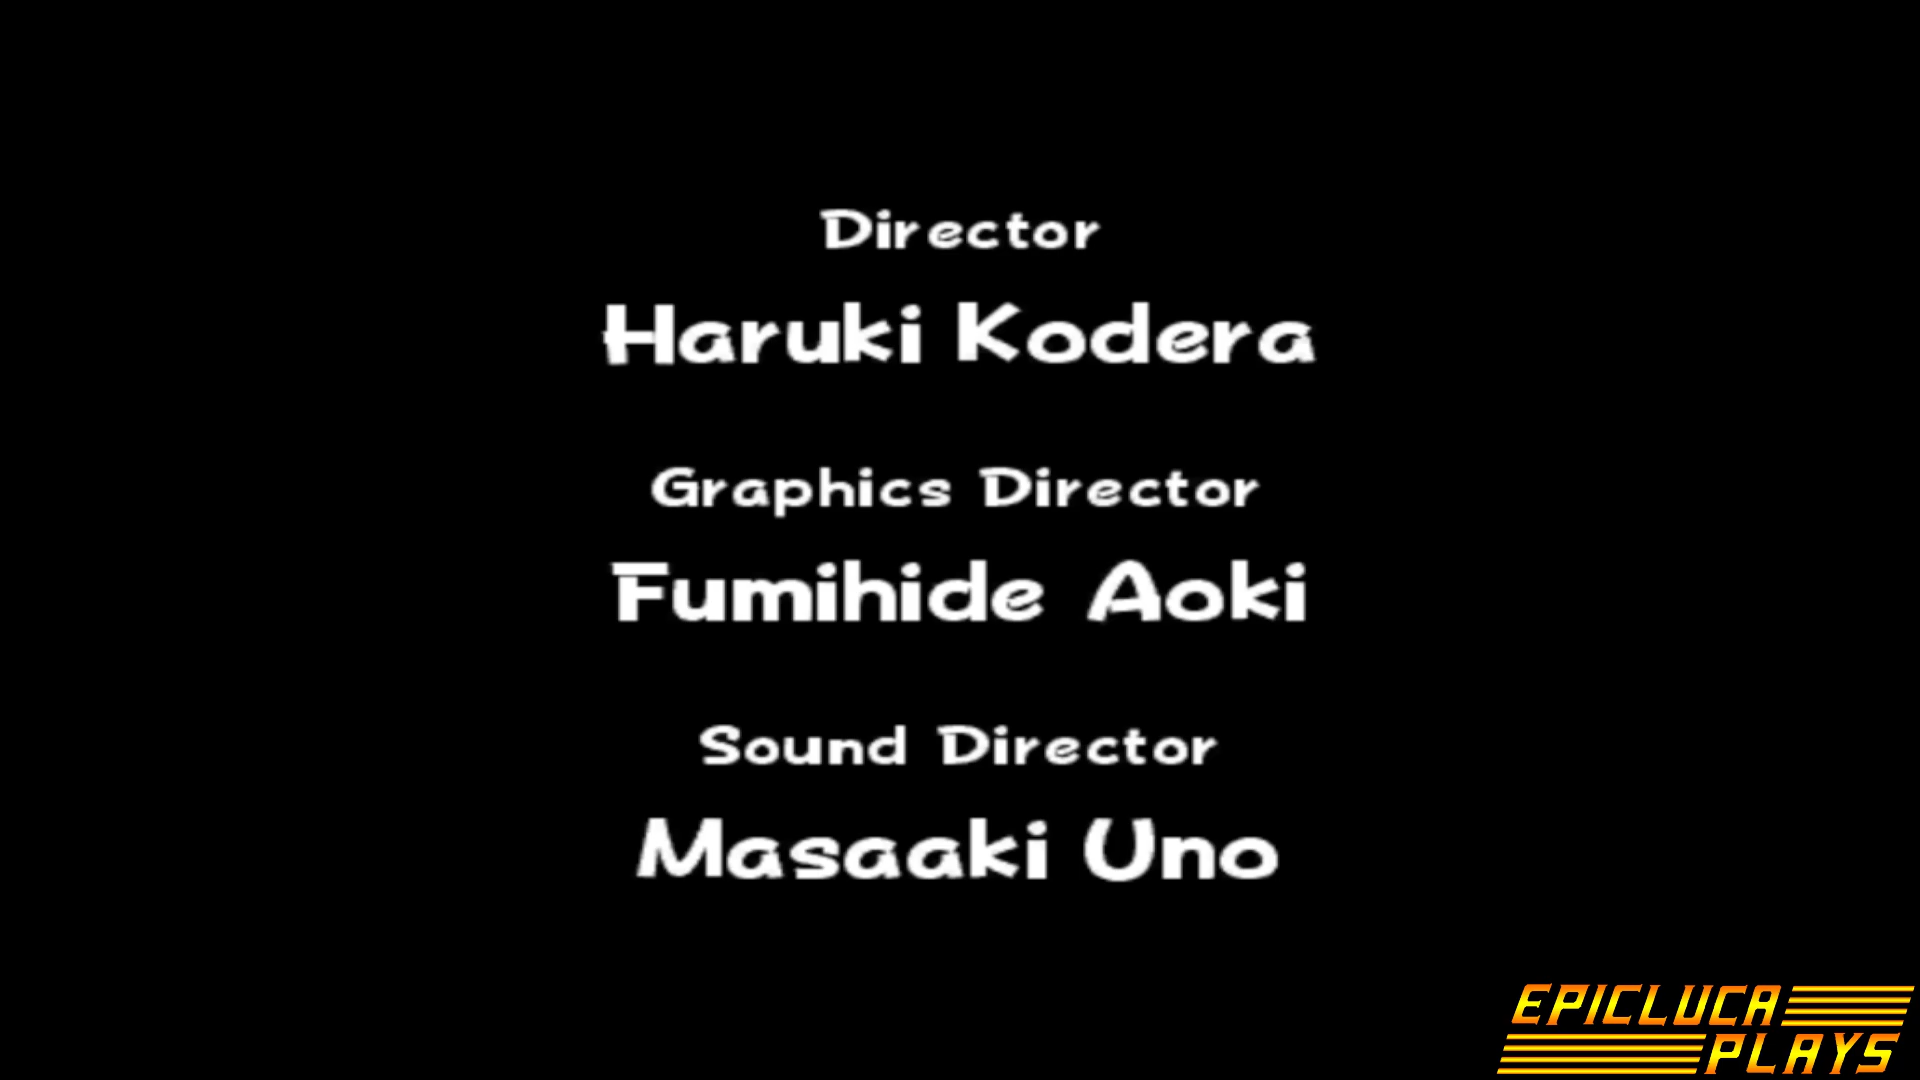 Director
Haruki Kodera
Graphics Director
Fumihide Aoki
Sound Director
Masaaki Uno
EPICLUCA
PLAYS